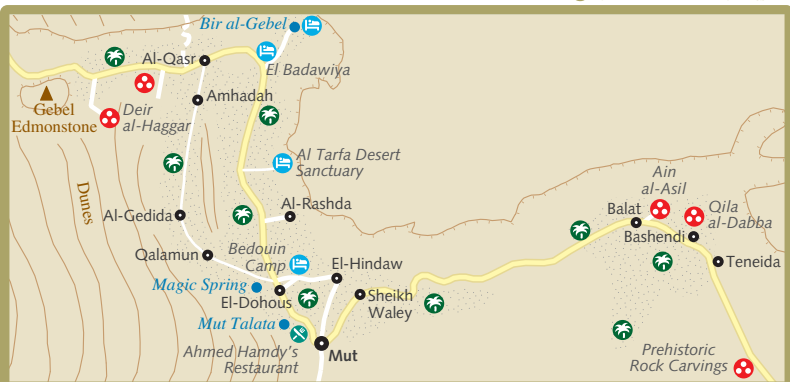 Bir al-Gebel
Al-Qasr
El Badawiya
Amhadah
Gebel
Edmonstone
Deir
al-Haggar
Al Tarfa Desert
Sanctuary
Dunes
Ain
al-Asil
Qila
al-Dabba
Al-Gedida
Al-Rashda
Balat
Bashendi
Qalamun
Bedouin
Camp
El-Hindaw
Teneida
Magic Spring
El-Dohous
Sheikh
Waley
Mut Talata
Ahmed Hamdy's
Restaurant
Mut
Prehistoric
Rock Carvings